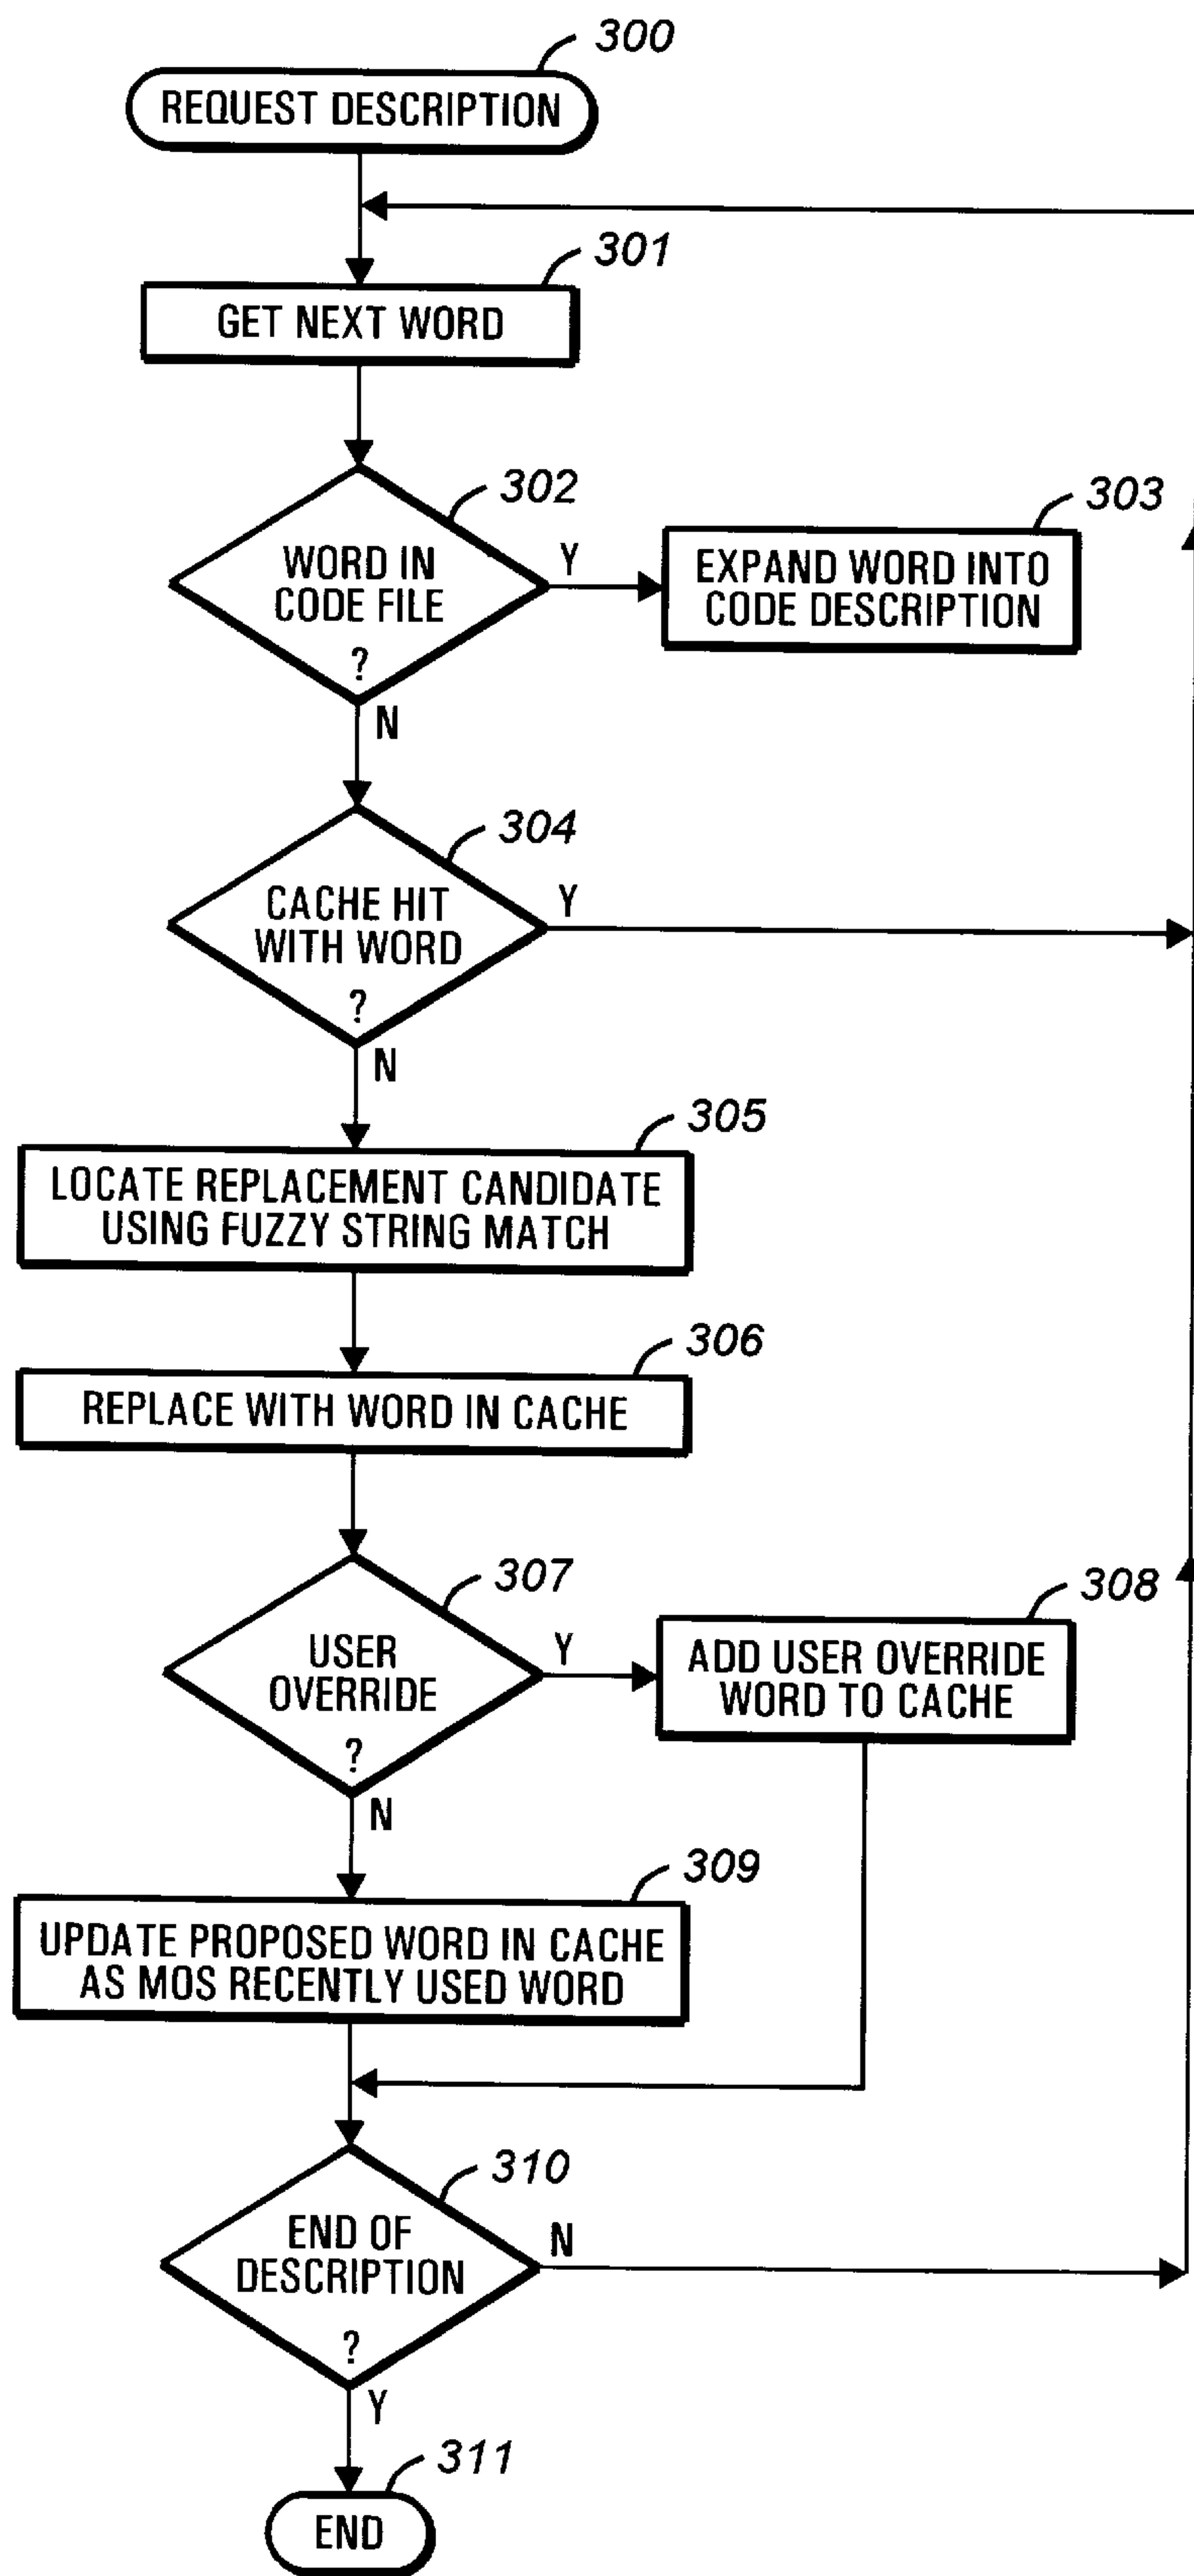 300
REQUEST DESCRIPTION
301
GET NEXT WORD
302
WORD IN
CODE FILE
?
Y
N
303
EXPAND WORD INTO
CODE DESCRIPTION
304
CACHE HIT
WITH WORD
?
Y
N
305
LOCATE REPLACEMENT CANDIDATE
USING FUZZY STRING MATCH
306
REPLACE WITH WORD IN CACHE
307
USER
OVERRIDE
?
Y
N
308
ADD USER OVERRIDE
WORD TO CACHE
309
UPDATE PROPOSED WORD IN CACHE
AS MOS RECENTLY USED WORD
310
END OF
DESCRIPTION
?
N
Y
311
END